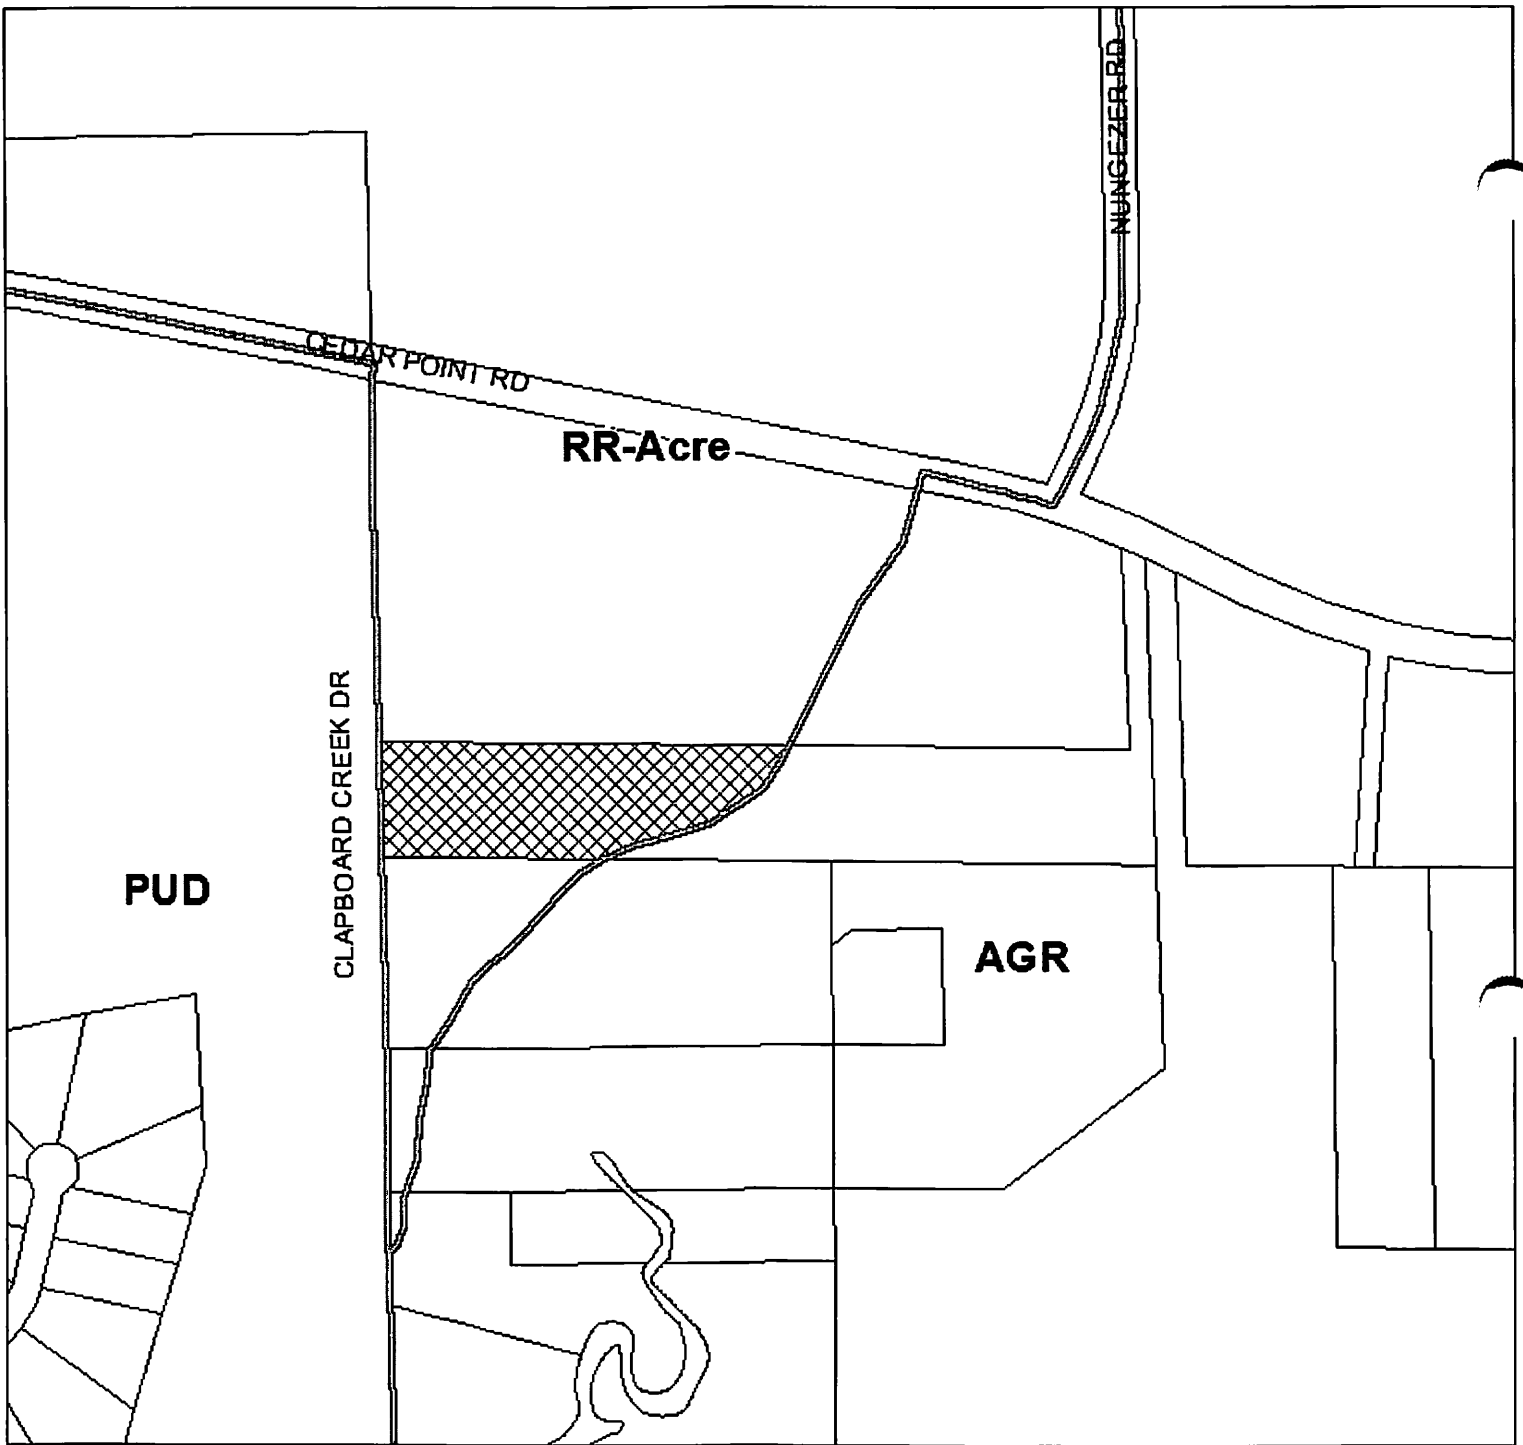 NUNGEZER RD
CEDAR POINT RD
RR-Acre
CLAPBOARD CREEK DR
PUD
AGR